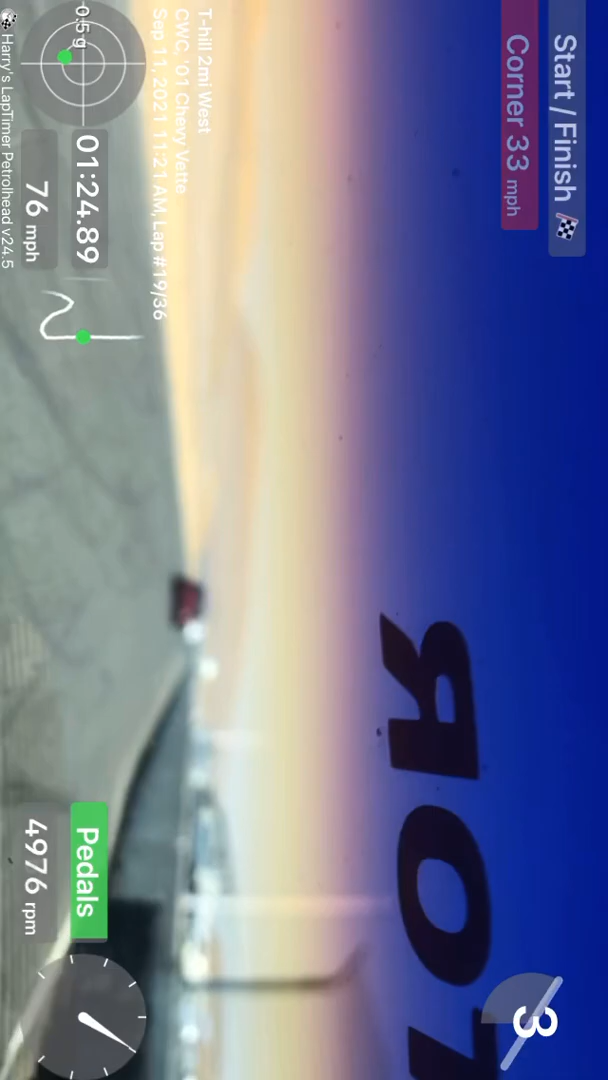 Start / Finish
Corner 33 mph
3
T-hill 2mi West
CWC, '01 Chevy Vette
Sep 11, 2021 11:21 AM, Lap #19/36
0.5 g
01:24.89
76 mph
Pedals
4976 rpm
Harry's LapTimer Petrolhead v24.5